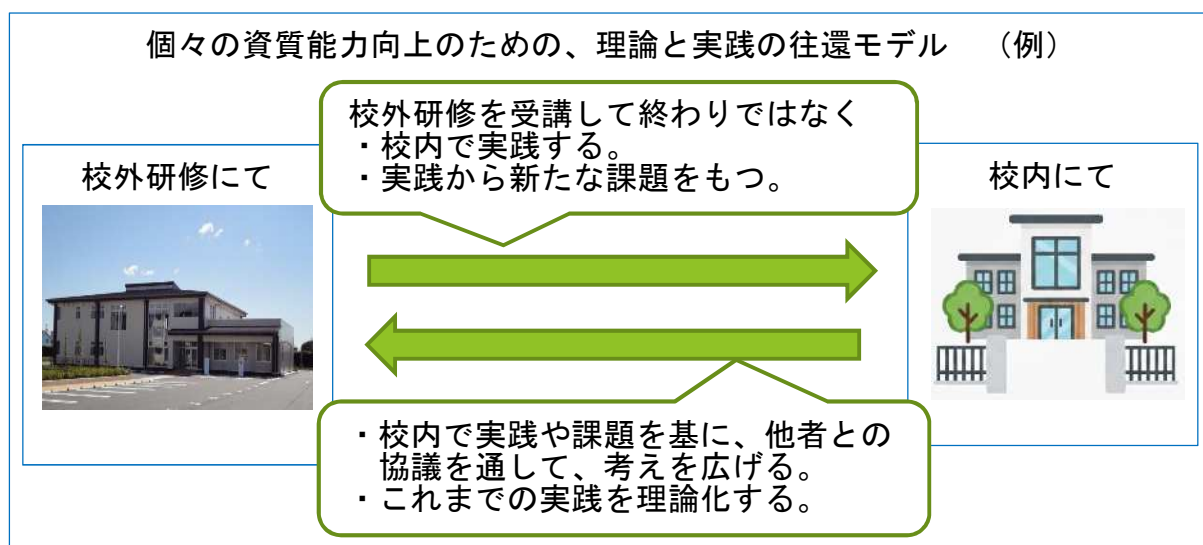 個々の資質能力向上のための、理論と実践の往還モデル　（例）
校外研修を受講して終わりではなく
・校内で実践する。
・実践から新たな課題をもつ。
校外研修にて
校内にて
・校内で実践や課題を基に、他者との
協議を通して、考えを広げる。
・これまでの実践を理論化する。